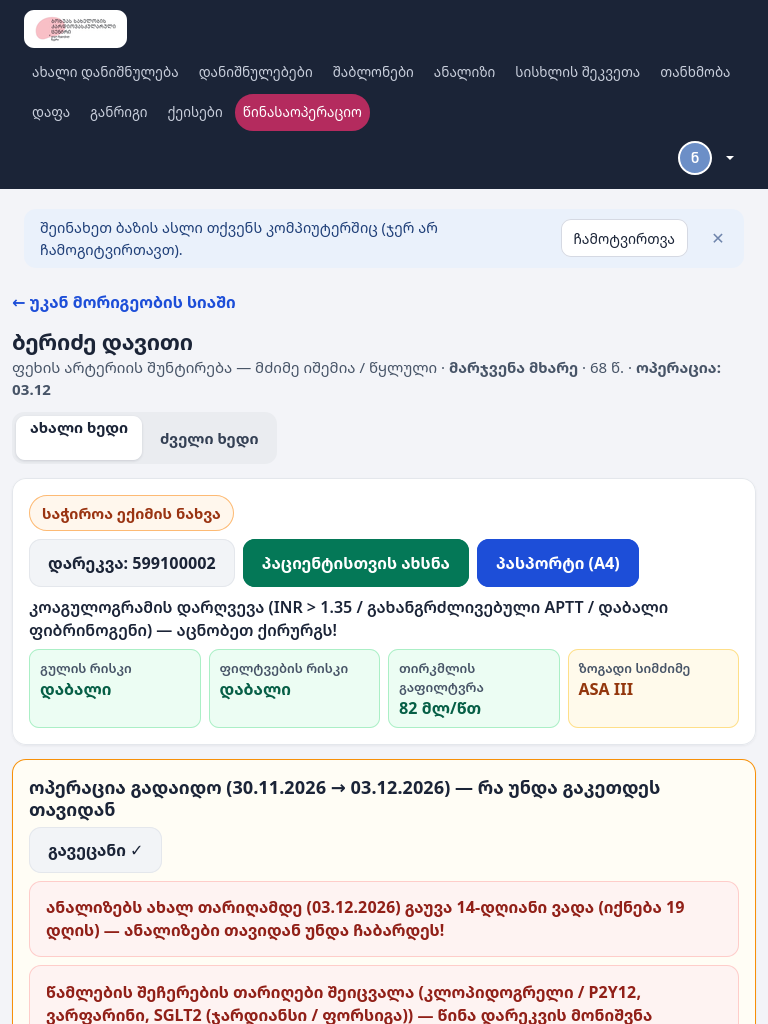 ახალი დანიშნულება დანიშნულებები შაბლონები ანალიზი სისხლის შეკვეთა თანხმობა
დაფა განრიგი ქეისები წინასაოპერაციო
ნ
შეინახეთ ბაზის ასლი თქვენს კომპიუტერშიც (ჯერ არ
ჩამოგიტვირთავთ).
ჩამოტვირთვა ×
← უკან მორიგეობის სიაში
ბერიძე დავითი
ფეხის არტერიის შუნტირება — მძიმე იშემია / წყლული · მარჯვენა მხარე · 68 წ. · ოპერაცია:
03.12
ახალი ხედი ძველი ხედი
საჭიროა ექიმის ნახვა
დარეკვა: 599100002 პაციენტისთვის ახსნა პასპორტი (A4)
კოაგულოგრამის დარღვევა (INR > 1.35 / გახანგრძლივებული APTT / დაბალი
ფიბრინოგენი) — აცნობეთ ქირურგს!
გულის რისკი
დაბალი
ფილტვების რისკი
დაბალი
თირკმლის
გაფილტვრა
82 მლ/წთ
ზოგადი სიმძიმე
ASA III
ოპერაცია გადაიდო (30.11.2026 → 03.12.2026) — რა უნდა გაკეთდეს
თავიდან
გავეცანი ✓
ანალიზებს ახალ თარიღამდე (03.12.2026) გაუვა 14-დღიანი ვადა (იქნება 19
დღის) — ანალიზები თავიდან უნდა ჩაბარდეს!
წამლების შეჩერების თარიღები შეიცვალა (კლოპიდოგრელი / P2Y12,
ვარფარინი, SGLT2 (ჯარდიანსი / ფორსიგა)) — წინა დარეკვის მონიშვნა